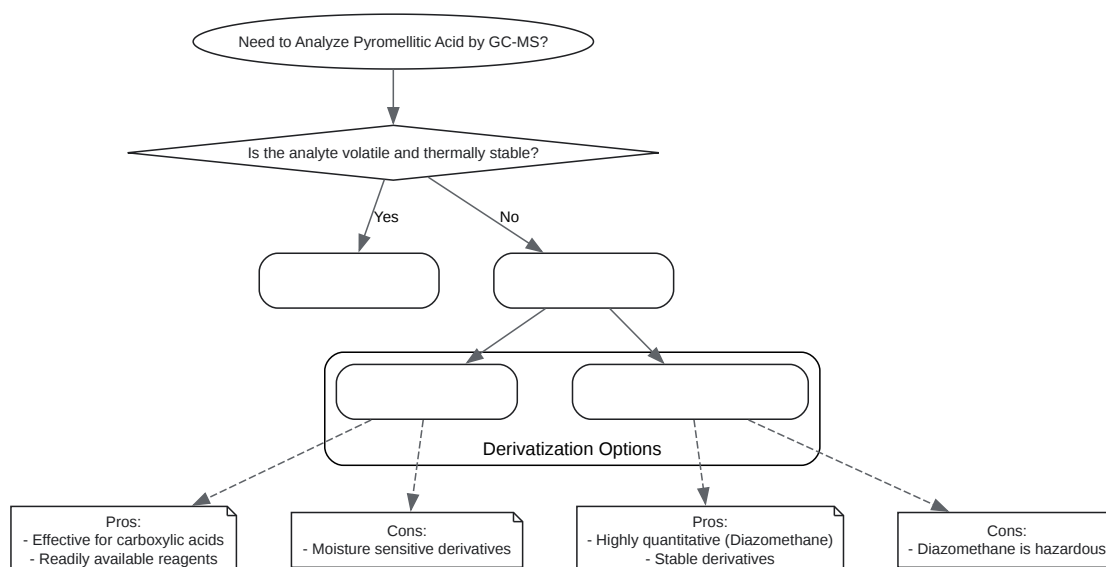 Need to Analyze Pyromellitic Acid by GC-MS?
Is the analyte volatile and thermally stable?
Yes
No
Derivatization Options
Pros:
- Effective for carboxylic acids
- Readily available reagents
Cons:
- Moisture sensitive derivatives
Pros:
- Highly quantitative (Diazomethane)
- Stable derivatives
Cons:
- Diazomethane is hazardous